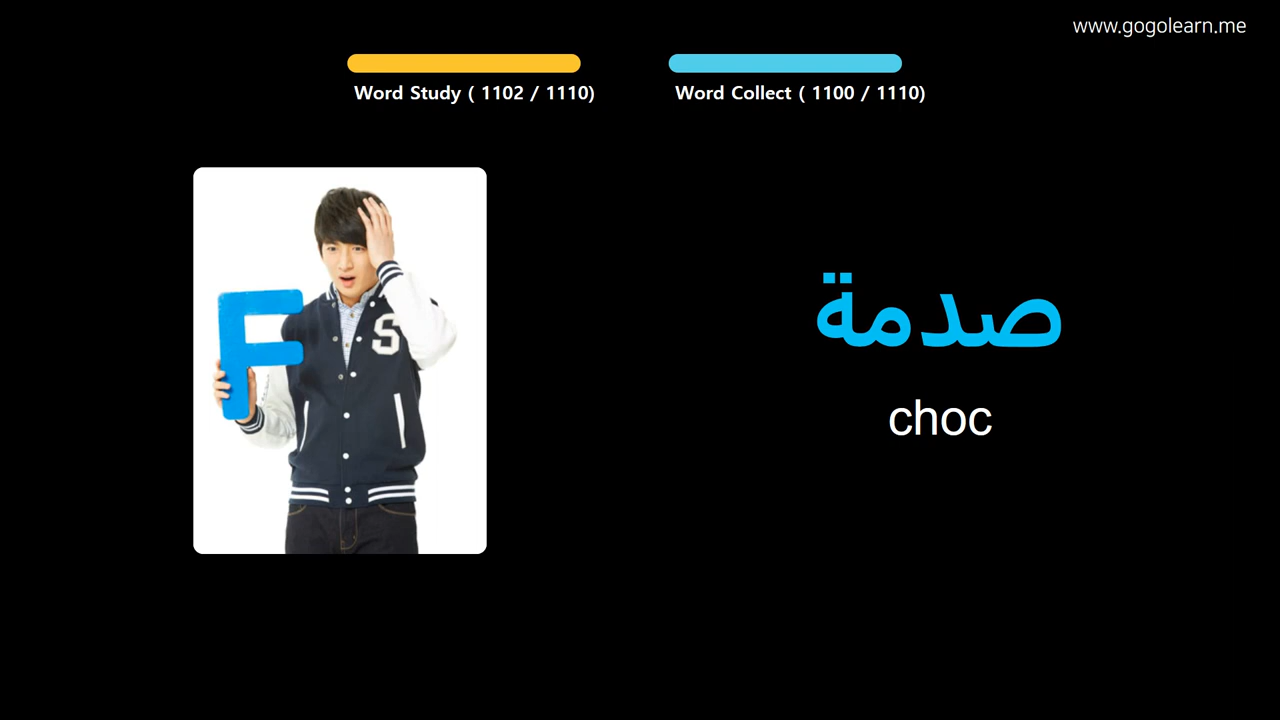 www.gogolearn.me
Word Study ( 1102 / 1110)
Word Collect ( 1100 / 1110)
F
S
صدمة
choc